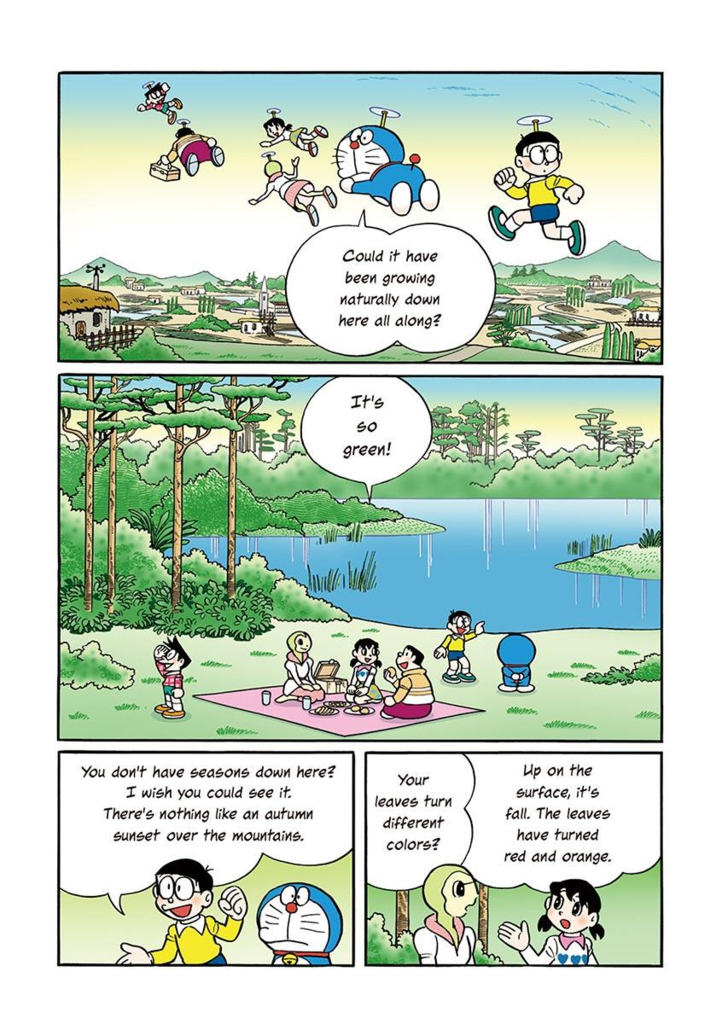 Could it have
been growing
naturally down
here all along?
It's
so
green!
You don't have seasons down here?
I wish you could see it.
There's nothing like an autumn
sunset over the mountains.
Your
leaves turn
different
colors?
Up on the
surface, it's
fall. The leaves
have turned
red and orange.